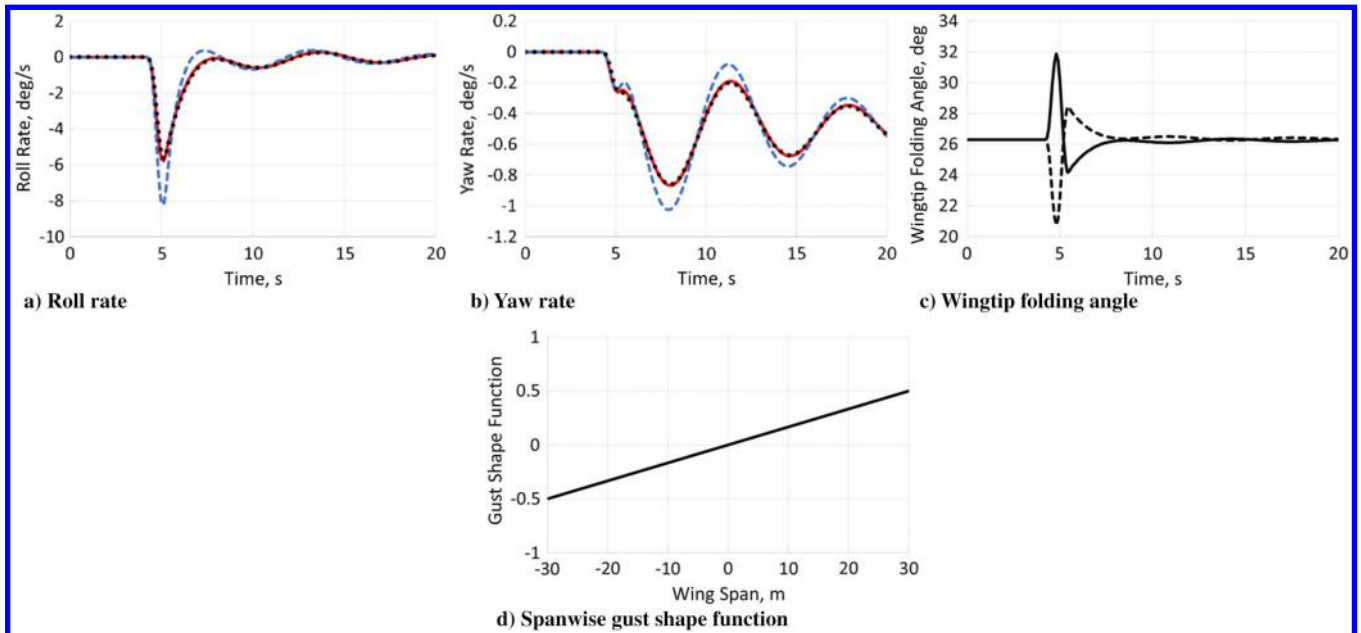 2
0
-2
-4
-6
-8
-10
Roll Rate, deg/s
0 5 10 15 20
Time, s
a) Roll rate
0.2
0
-0.2
-0.4
-0.6
-0.8
-1
-1.2
Yaw Rate, deg/s
0 5 10 15 20
Time, s
b) Yaw rate
34
32
30
28
26
24
22
20
Wingtip Folding Angle, deg
0 5 10 15 20
Time, s
c) Wingtip folding angle
1
0.5
0
-0.5
-1
Gust Shape Function
-30 -20 -10 0 10 20 30
Wing Span, m
d) Spanwise gust shape function